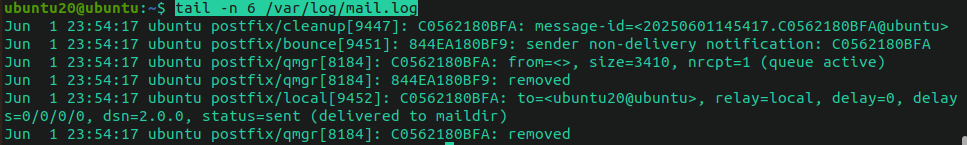 ubuntu20@ubuntu:~$ tail -n 6 /var/log/mail.log
Jun  1 23:54:17 ubuntu postfix/cleanup[9447]: C0562180BFA: message-id=<20250601145417.C0562180BFA@ubuntu>
Jun  1 23:54:17 ubuntu postfix/bounce[9451]: 844EA180BF9: sender non-delivery notification: C0562180BFA
Jun  1 23:54:17 ubuntu postfix/qmgr[8184]: C0562180BFA: from=<>, size=3410, nrcpt=1 (queue active)
Jun  1 23:54:17 ubuntu postfix/qmgr[8184]: 844EA180BF9: removed
Jun  1 23:54:17 ubuntu postfix/local[9452]: C0562180BFA: to=<ubuntu20@ubuntu>, relay=local, delay=0, delay
s=0/0/0/0, dsn=2.0.0, status=sent (delivered to maildir)
Jun  1 23:54:17 ubuntu postfix/qmgr[8184]: C0562180BFA: removed